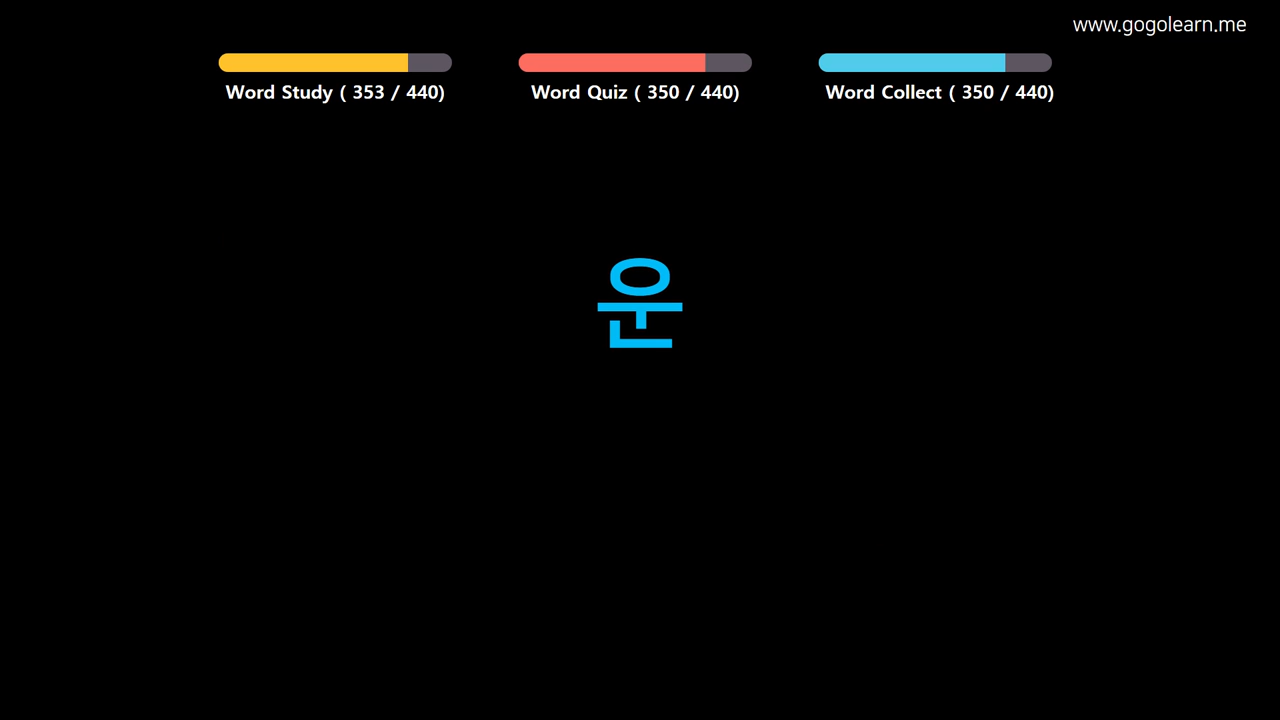 www.gogolearn.me
Word Study ( 353 / 440)
Word Quiz ( 350 / 440)
Word Collect ( 350 / 440)
운